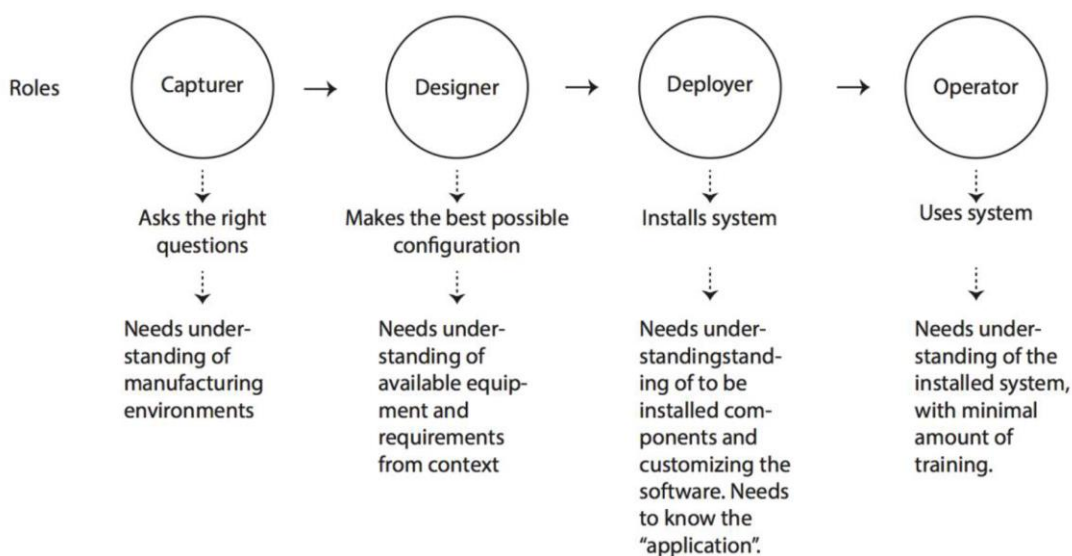 Roles
Capturer
Designer
Deployer
Operator
Asks the right
questions
Makes the best possible
configuration
Installs system
Uses system
Needs under-
standing of
manufacturing
environments
Needs under-
standing of
available equip-
ment and
requirements
from context
Needs under-
standingstand-
ing of to be
installed com-
ponents and
customizing the
software. Needs
to know the
“application”.
Needs under-
standing of the
installed system,
with minimal
amount of
training.